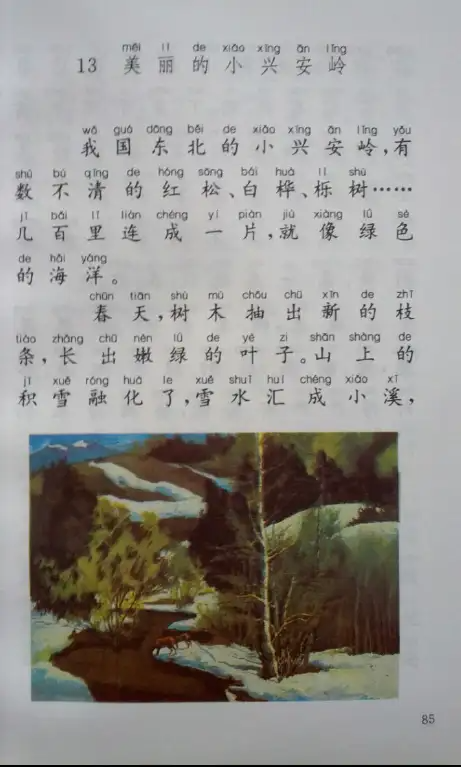 měi lì de xiǎo xīng ān lǐng
13 美丽的小兴安岭
wǒ guó dōng běi de xiǎo xīng ān lǐng yǒu
我国东北的小兴安岭,有
shǔ bù qīng de hóng sōng bái huà lì shù
数不清的红松、白桦、栎树……
jǐ bǎi lǐ lián chéng yí piàn jiù xiàng lǜ sè
几百里连成一片,就像绿色
de hǎi yáng
的海洋。
chūn tiān shù mù chōu chū xīn de zhī
春天,树木抽出新的枝
tiáo zhǎng chū nèn lǜ de yè zi shān shàng de
条,长出嫩绿的叶子。山上的
jī xuě róng huà le xuě shuǐ huì chéng xiǎo xī
积雪融化了,雪水汇成小溪,
85